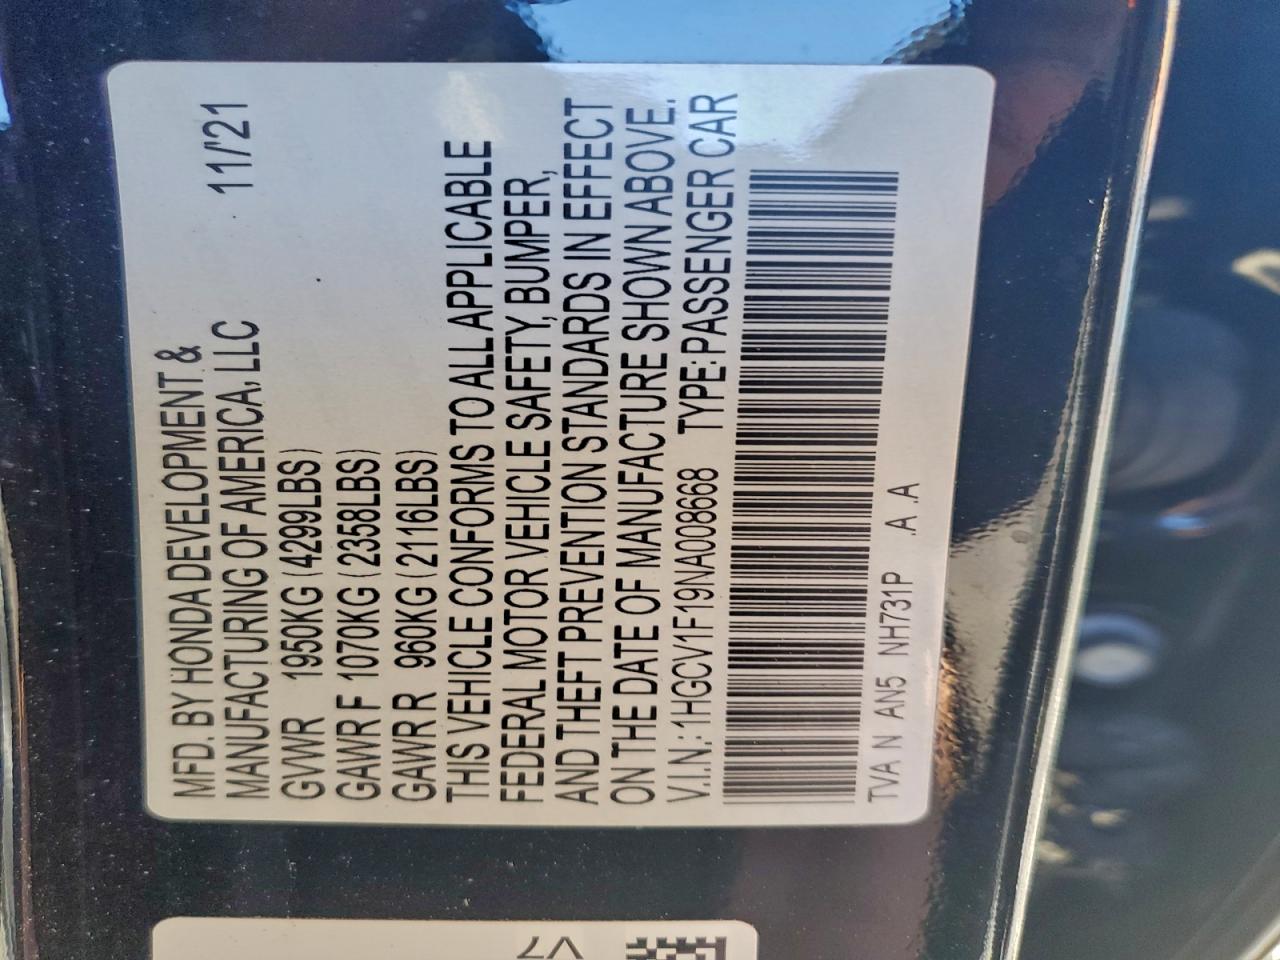 MFD. BY HONDA DEVELOPMENT &
MANUFACTURING OF AMERICA, LLC 11/'21
GVWR 1950KG (4299LBS)
GAWR F 1070KG (2358LBS)
GAWR R 960KG (2116LBS)
THIS VEHICLE CONFORMS TO ALL APPLICABLE
FEDERAL MOTOR VEHICLE SAFETY, BUMPER,
AND THEFT PREVENTION STANDARDS IN EFFECT
ON THE DATE OF MANUFACTURE SHOWN ABOVE.
V.I.N.: 1HGCV1F19NA008668 TYPE: PASSENGER CAR
TVA N AN5 NH731P .A .A
V7